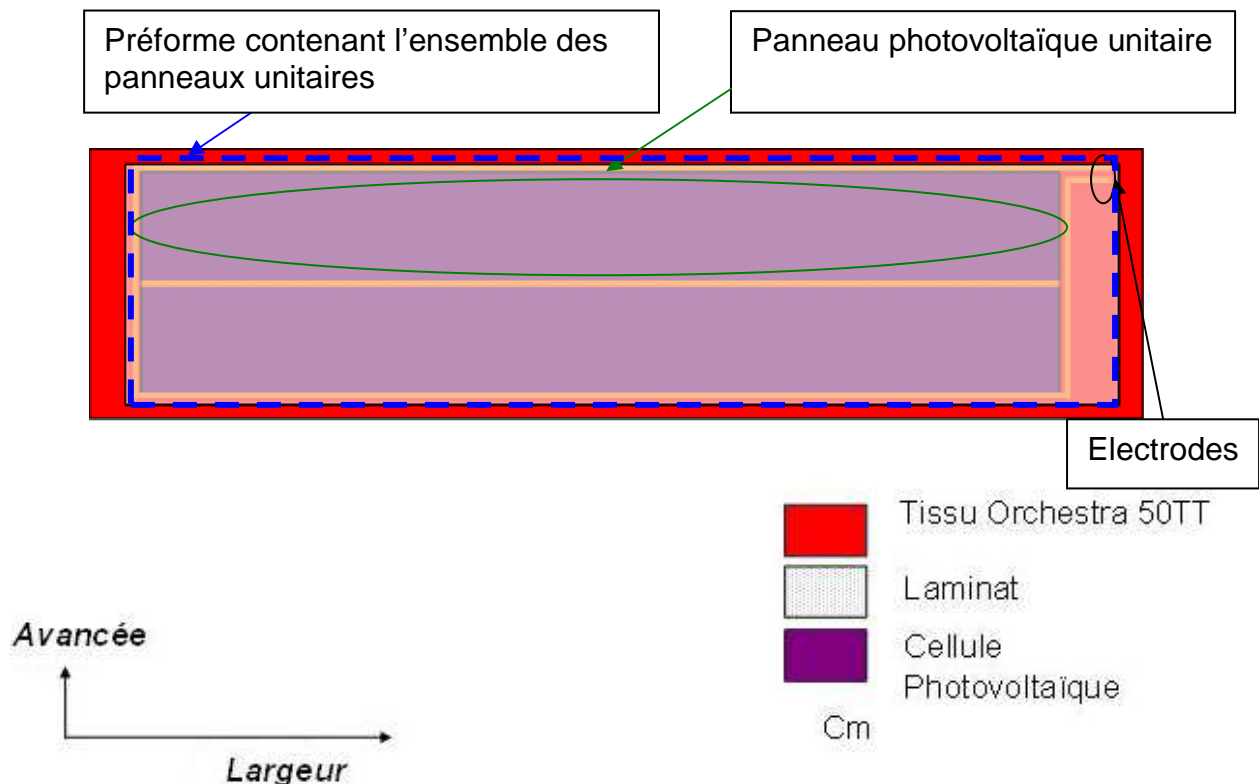 Préforme contenant l’ensemble des
panneaux unitaires
Panneau photovoltaïque unitaire
Electrodes
Tissu Orchestra 50TT
Laminat
Cellule
Photovoltaïque
Cm
Avancée
Largeur